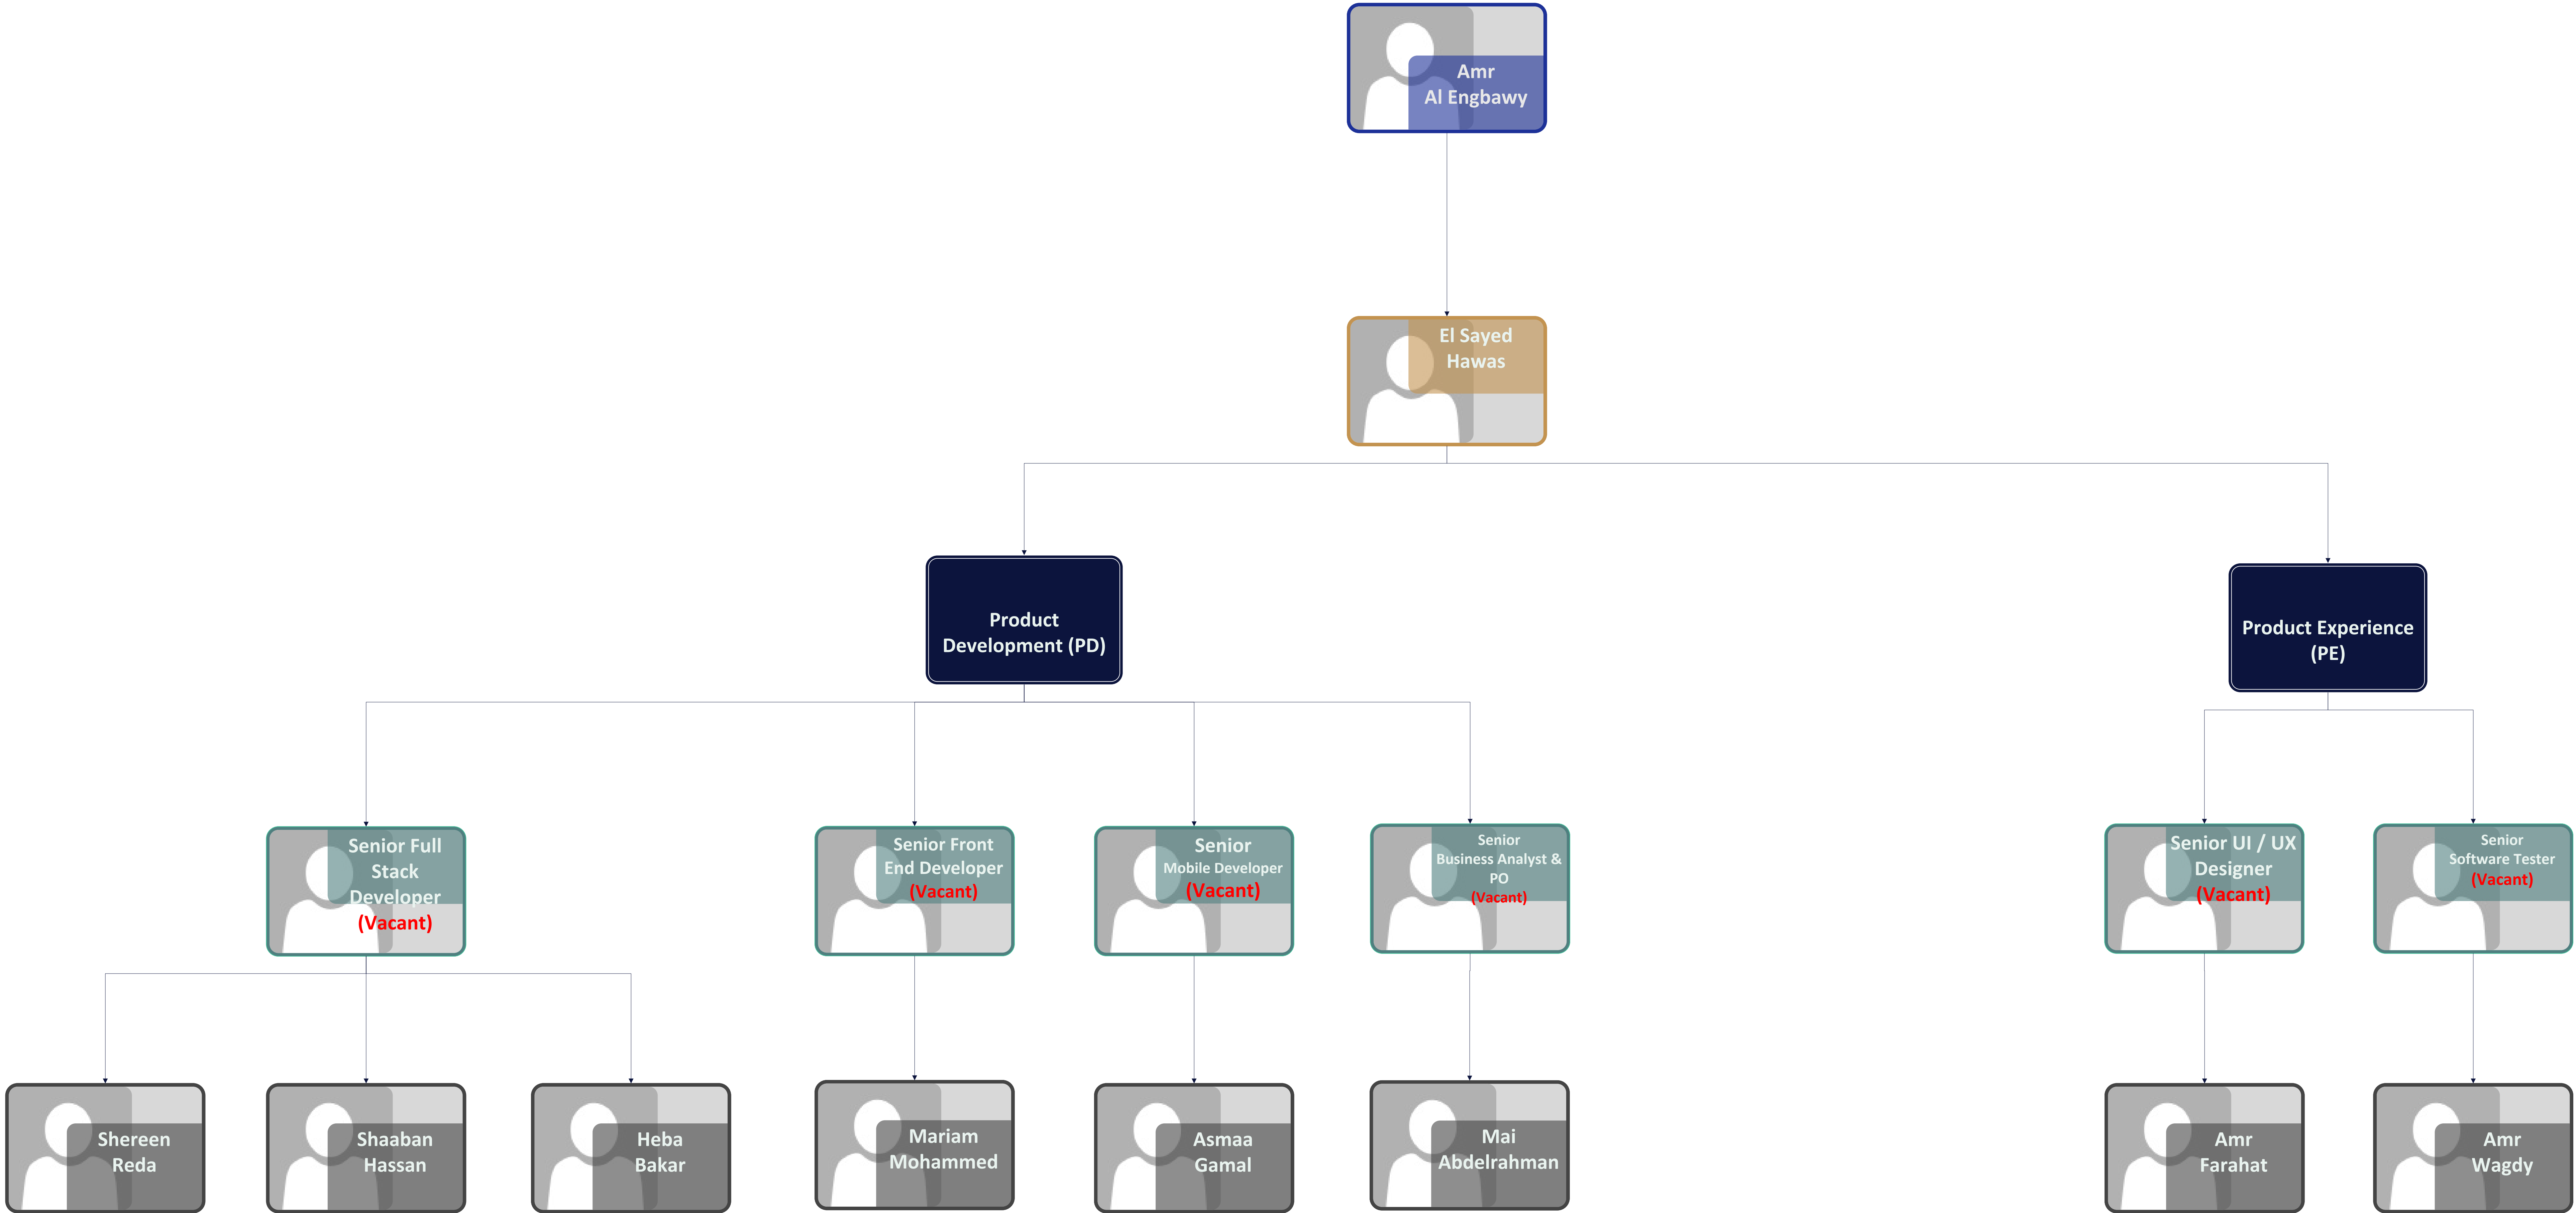 Amr
Al Engbawy
El Sayed
Hawas
Product
Development (PD)
Product Experience
(PE)
Senior Full
Stack
Developer
(Vacant)
Senior Front
End Developer
(Vacant)
Senior
Mobile Developer
(Vacant)
Senior
Business Analyst &
PO
(Vacant)
Senior UI / UX
Designer
(Vacant)
Senior
Software Tester
(Vacant)
Shereen
Reda
Shaaban
Hassan
Heba
Bakar
Mariam
Mohammed
Asmaa
Gamal
Mai
Abdelrahman
Amr
Farahat
Amr
Wagdy